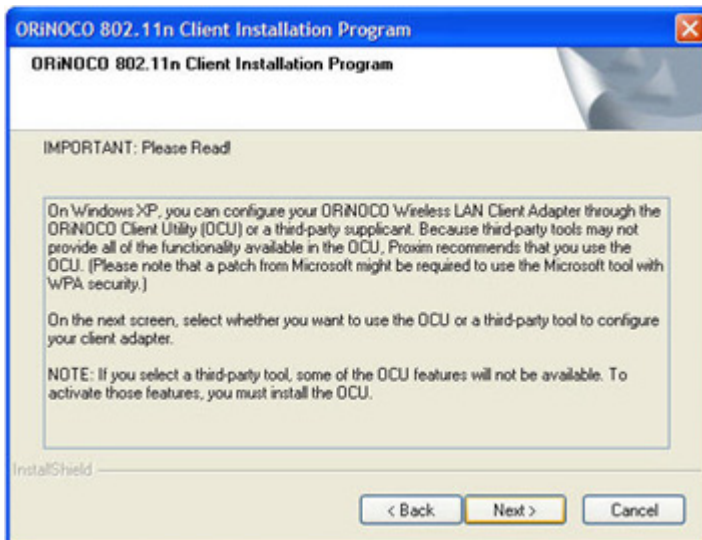 ORiNOCO 802.11n Client Installation Program
ORiNOCO 802.11n Client Installation Program
IMPORTANT: Please Read!
On Windows XP, you can configure your ORiNOCO Wireless LAN Client Adapter through the
ORiNOCO Client Utility (OCU) or a third-party supplicant. Because third-party tools may not
provide all of the functionality available in the OCU, Proxim recommends that you use the
OCU. (Please note that a patch from Microsoft might be required to use the Microsoft tool with
WPA security.)
On the next screen, select whether you want to use the OCU or a third-party tool to configure
your client adapter.
NOTE: If you select a third-party tool, some of the OCU features will not be available. To
activate those features, you must install the OCU.
InstallShield
< Back
Next >
Cancel